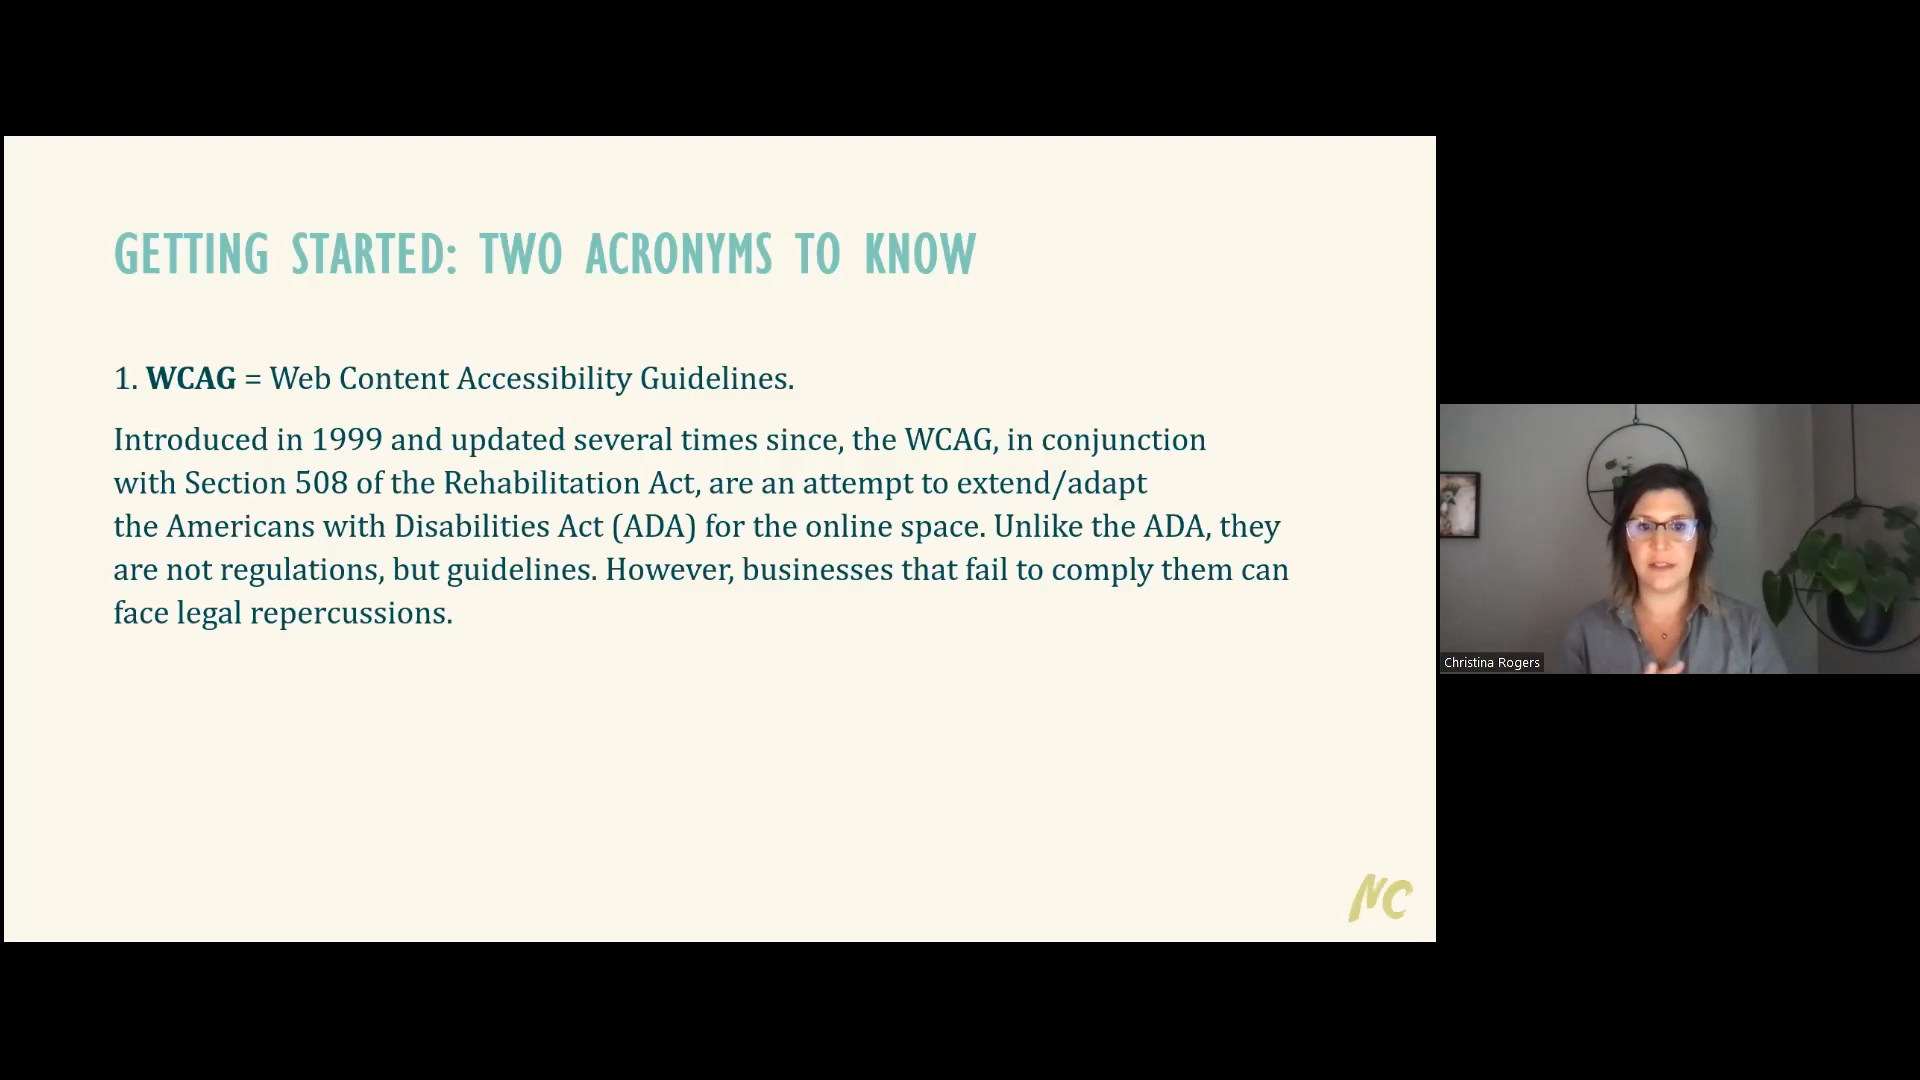 GETTING STARTED: TWO ACRONYMS TO KNOW
1. WCAG = Web Content Accessibility Guidelines.
Introduced in 1999 and updated several times since, the WCAG, in conjunction
with Section 508 of the Rehabilitation Act, are an attempt to extend/adapt
the Americans with Disabilities Act (ADA) for the online space. Unlike the ADA, they
are not regulations, but guidelines. However, businesses that fail to comply them can
face legal repercussions.
NC
Christina Rogers